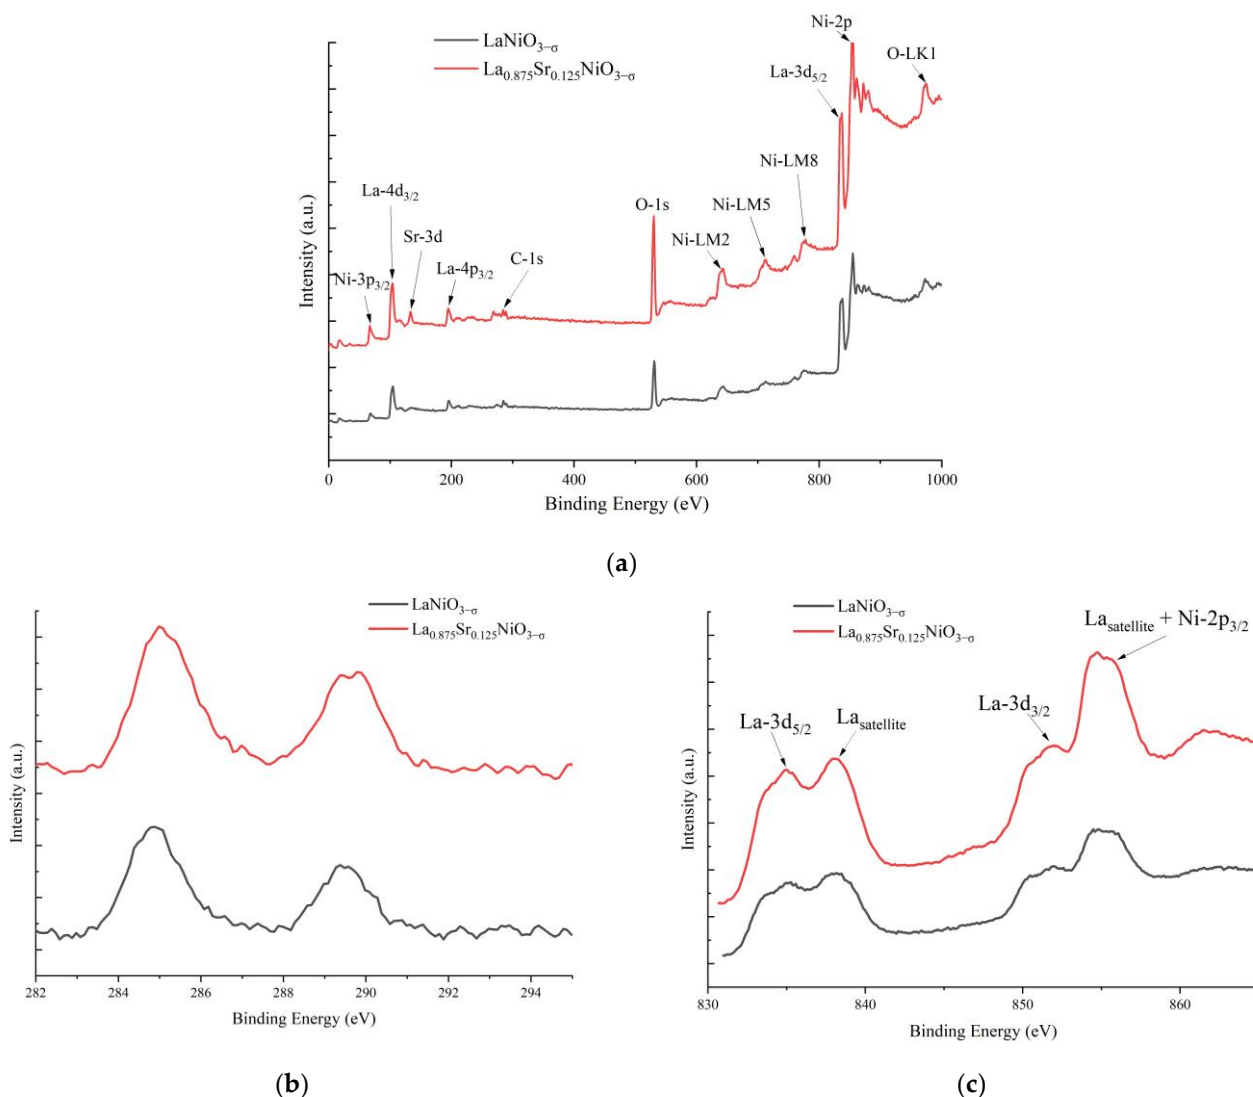 LaNiO₃₋σ
La₀.₈₇₅Sr₀.₁₂₅NiO₃₋σ
Ni-2p
O-LK1
La-3d₅/₂
Ni-LM8
La-4d₃/₂
O-1s
Ni-LM5
Sr-3d
Ni-LM2
C-1s
La-4p₃/₂
Ni-3p₃/₂
Intensity (a.u.)
0 200 400 600 800 1000
Binding Energy (eV)
(a)
LaNiO₃₋σ
La₀.₈₇₅Sr₀.₁₂₅NiO₃₋σ
Intensity (a.u.)
282 284 286 288 290 292 294
Binding Energy (eV)
(b)
LaNiO₃₋σ
La₀.₈₇₅Sr₀.₁₂₅NiO₃₋σ
Laₛₐₜₑₗₗᵢₜₑ + Ni-2p₃/₂
La-3d₅/₂
Laₛₐₜₑₗₗᵢₜₑ
La-3d₃/₂
Intensity (a.u.)
830 840 850 860
Binding Energy (eV)
(c)